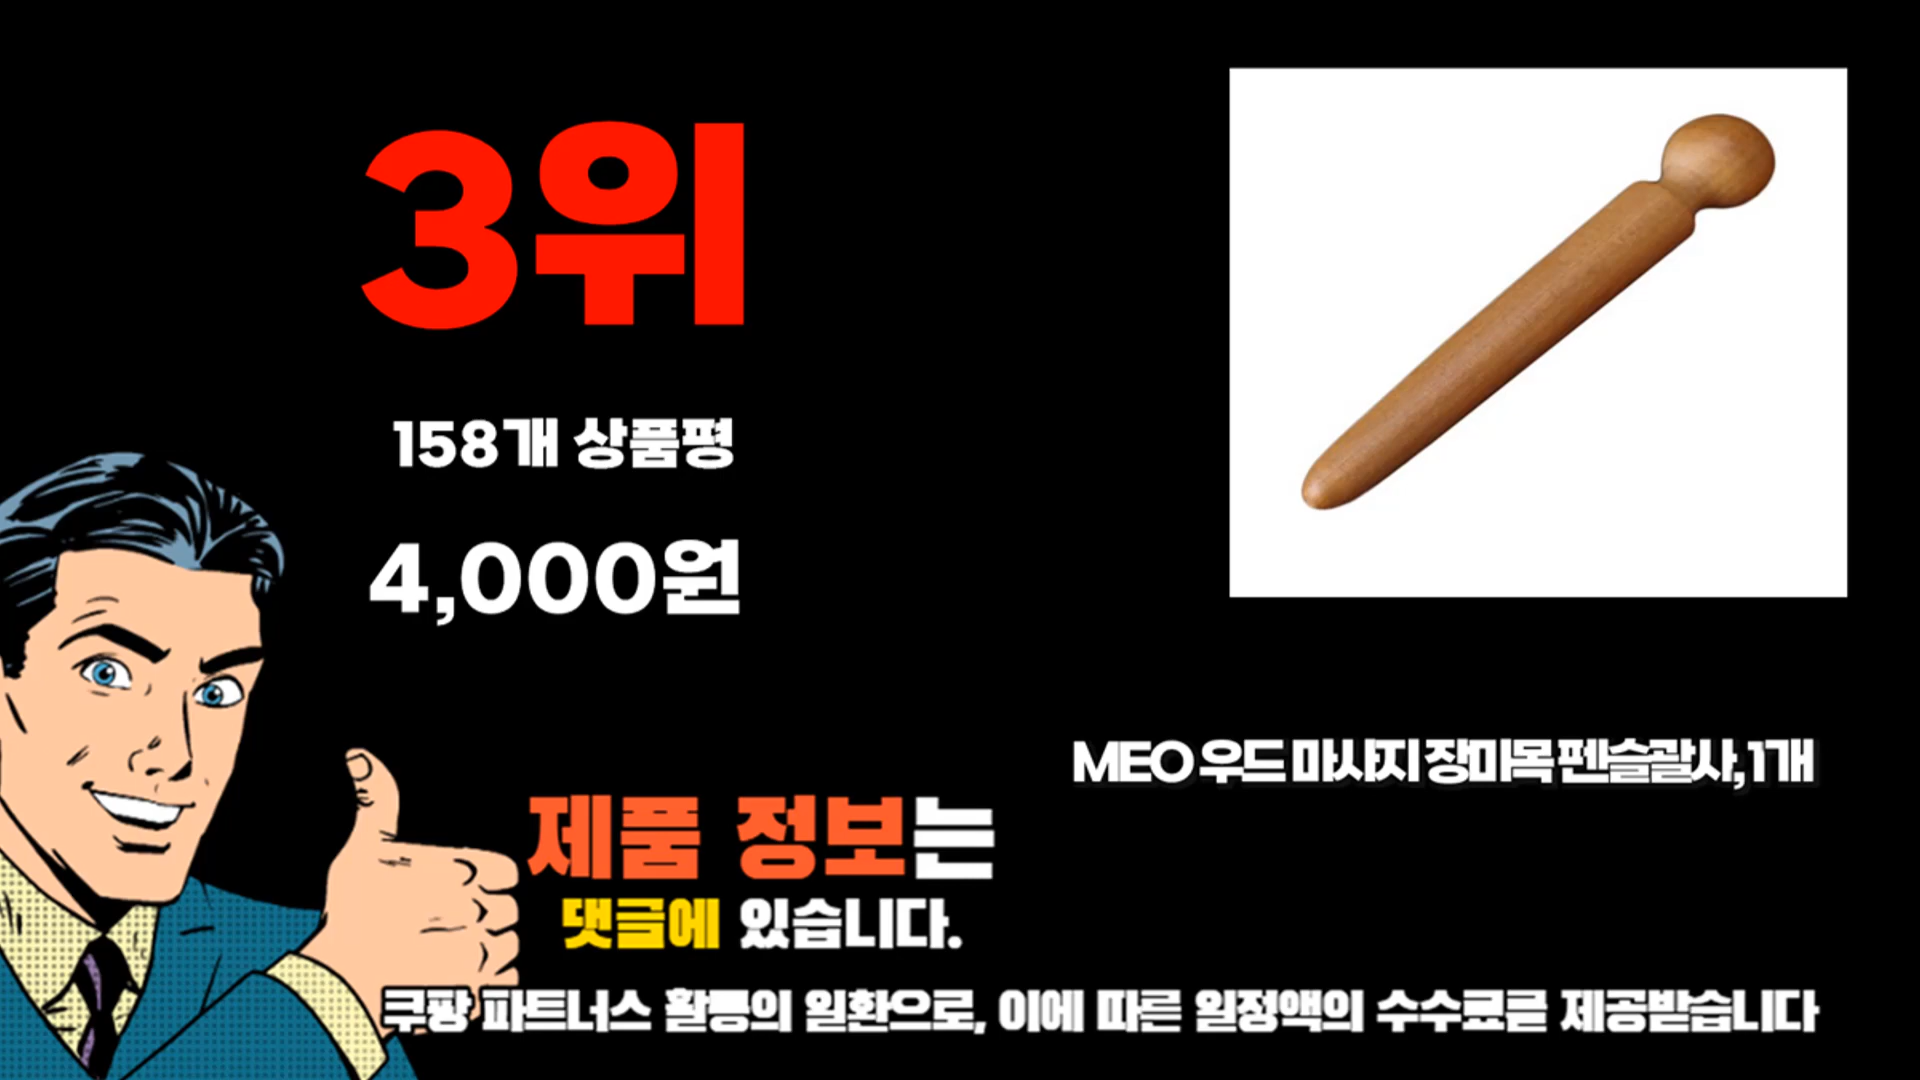 3위
158개 상품평
4,000원
MEO 우드 마사지 장미목 펜슬괄사, 1개
제품 정보는
댓글에 있습니다.
쿠팡 파트너스 활동의 일환으로, 이에 따른 일정액의 수수료를 제공받습니다